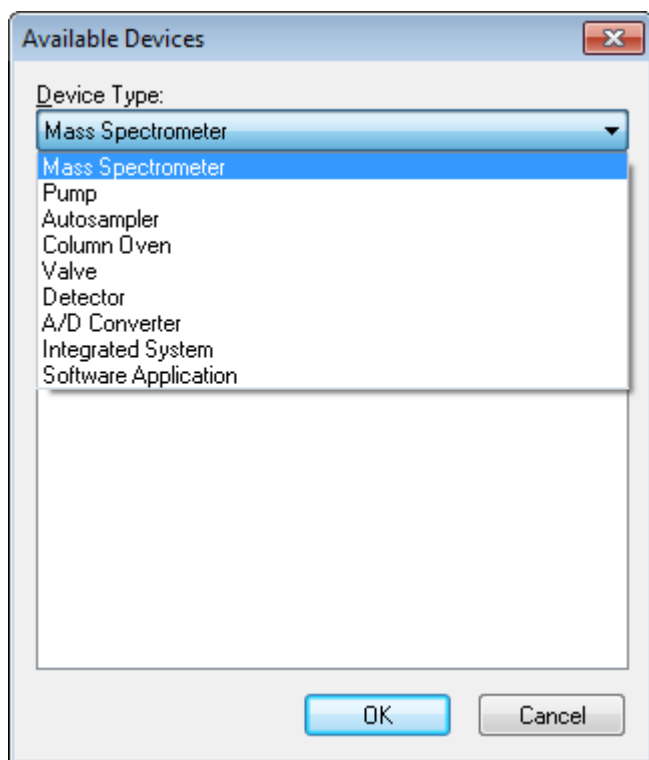 Available Devices
Device Type:
Mass Spectrometer
Mass Spectrometer
Pump
Autosampler
Column Oven
Valve
Detector
A/D Converter
Integrated System
Software Application
OK
Cancel